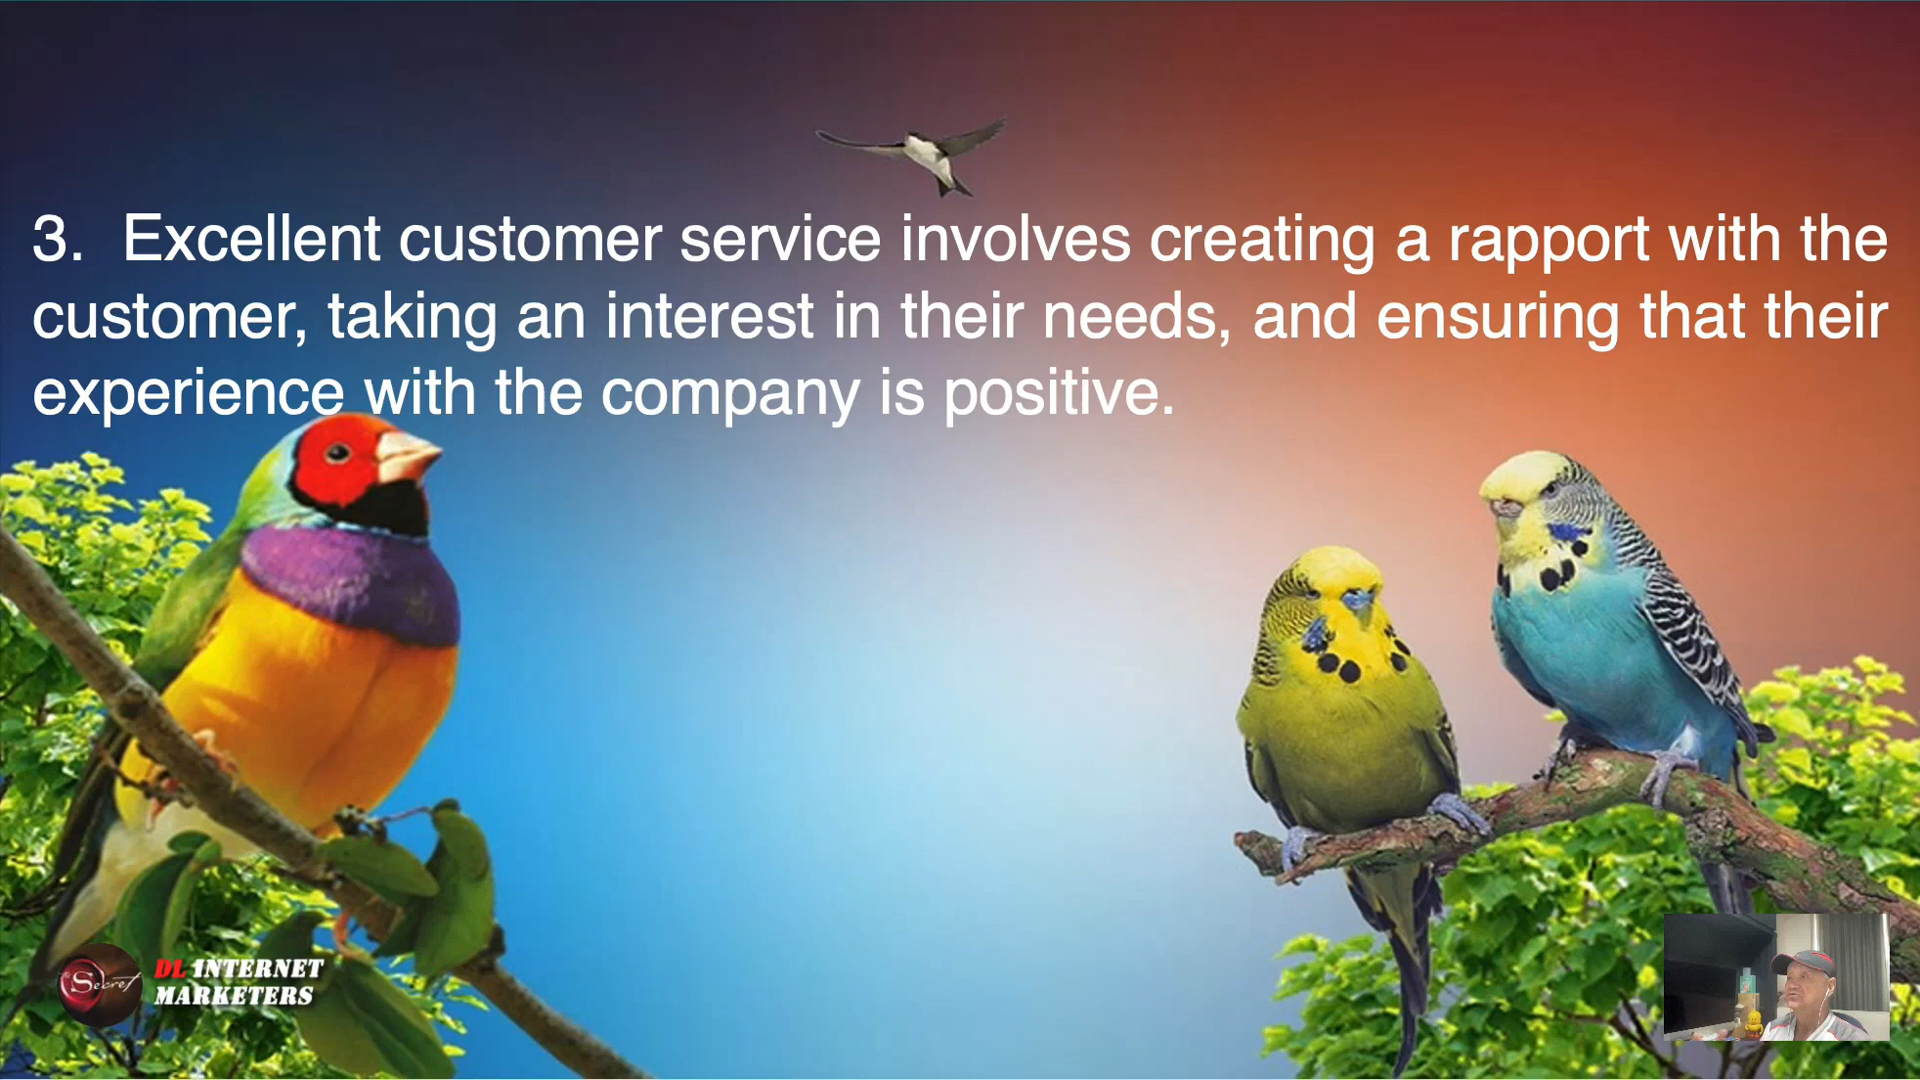 3. Excellent customer service involves creating a rapport with the
customer, taking an interest in their needs, and ensuring that their
experience with the company is positive.
The Secret
DL INTERNET
MARKETERS